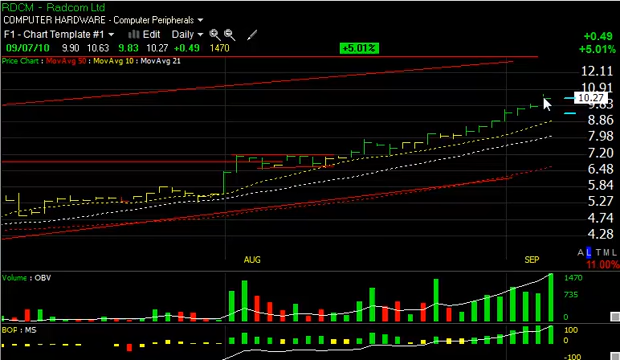 RDCM - Radcom Ltd
COMPUTER HARDWARE - Computer Peripherals
F1 - Chart Template #1 Edit Daily
+0.49
09/07/10 9.90 10.63 9.83 10.27 +0.49 1470 +5.01% +5.01%
Price Chart : MovAvg 50 : MovAvg 10 : MovAvg 21
12.11
10.91
10.27
8.86
7.98
7.20
6.48
5.84
5.27
4.74
4.28
AUG SEP
A L T M L
11.00%
Volume : OBV
1470
735
0
BOP : MS
100
0
-100